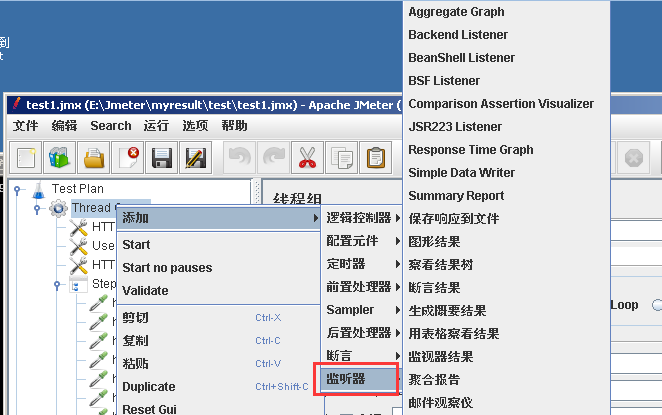 到
t
test1.jmx (E:\Jmeter\myresult\test\test1.jmx) - Apache JMeter (
文件 编辑 Search 运行 选项 帮助
Test Plan
Thread G
HTT
Use
HTT
Step
h
添加
Start
Start no pauses
Validate
剪切 Ctrl-X
复制 Ctrl-C
粘贴 Ctrl-V
Duplicate Ctrl+Shift-C
Reset Gui
线程组
逻辑控制器
配置元件
定时器
前置处理器
Sampler
后置处理器
断言
监听器
Aggregate Graph
Backend Listener
BeanShell Listener
BSF Listener
Comparison Assertion Visualizer
JSR223 Listener
Response Time Graph
Simple Data Writer
Summary Report
保存响应到文件
图形结果
察看结果树
断言结果
生成概要结果
用表格察看结果
监视器结果
聚合报告
邮件观察仪
Loop